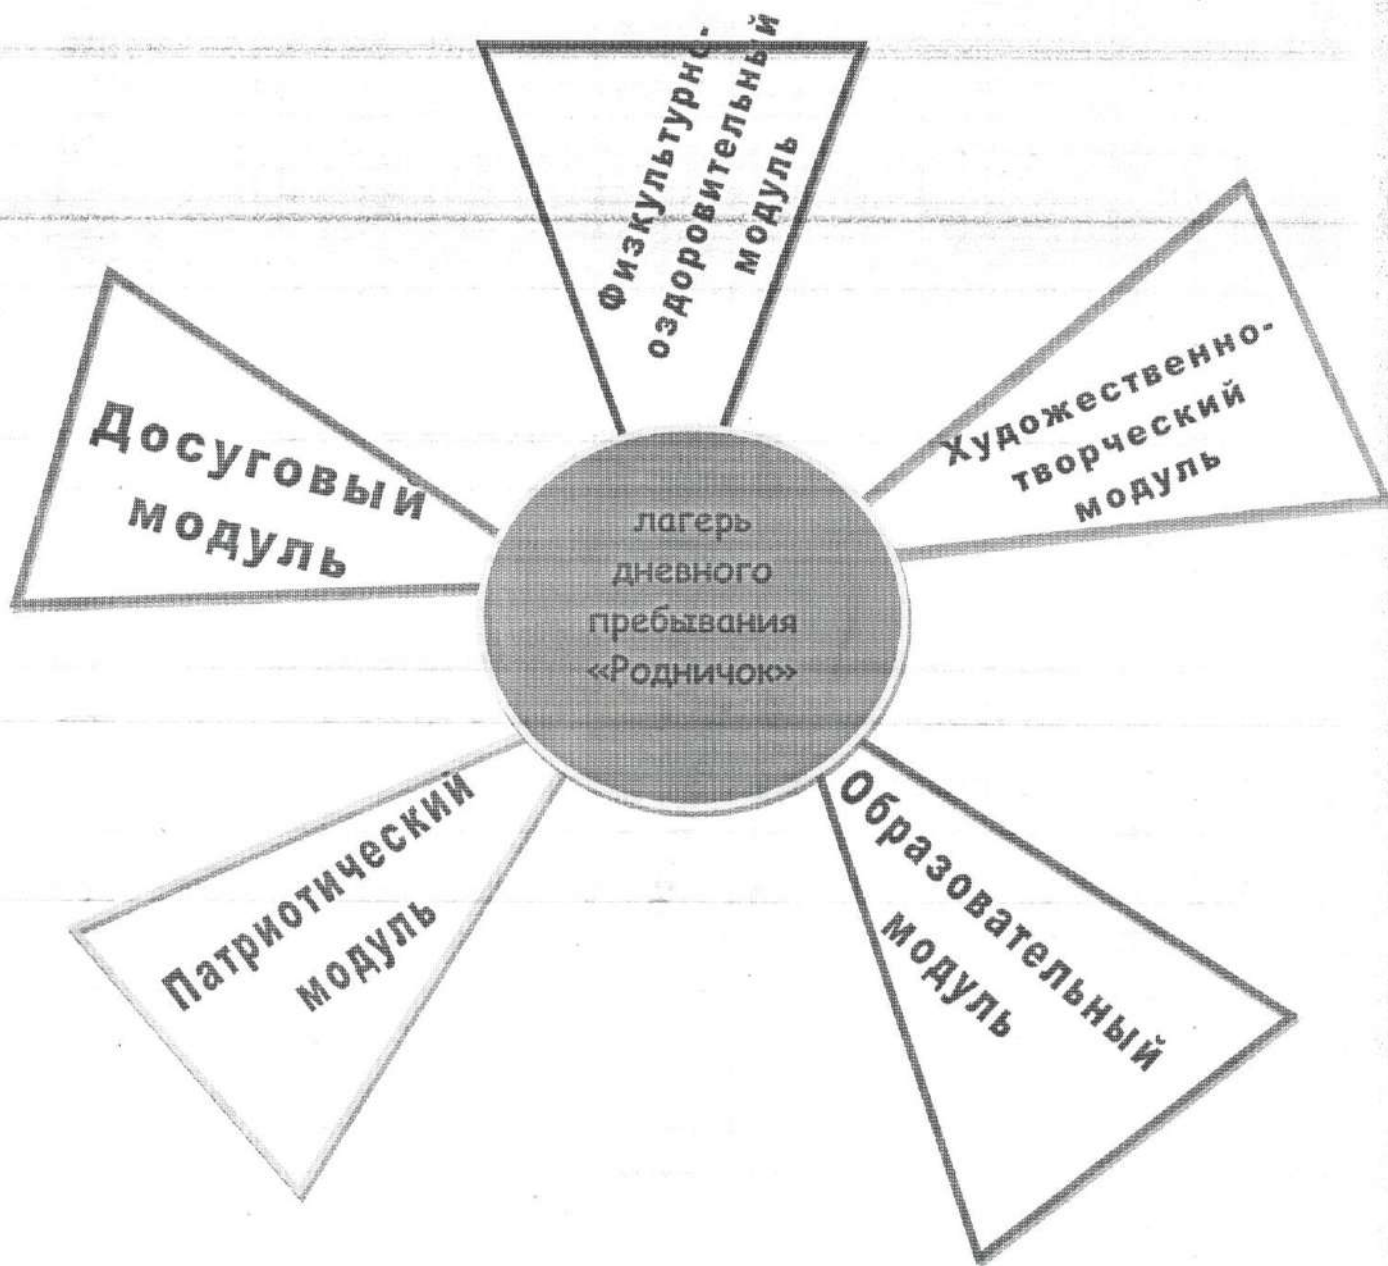 Физкультурно-
оздоровительный
модуль
Художественно-
творческий
модуль
Досуговый
модуль
лагерь
дневного
пребывания
«Родничок»
Патриотический
модуль
Образовательный
модуль